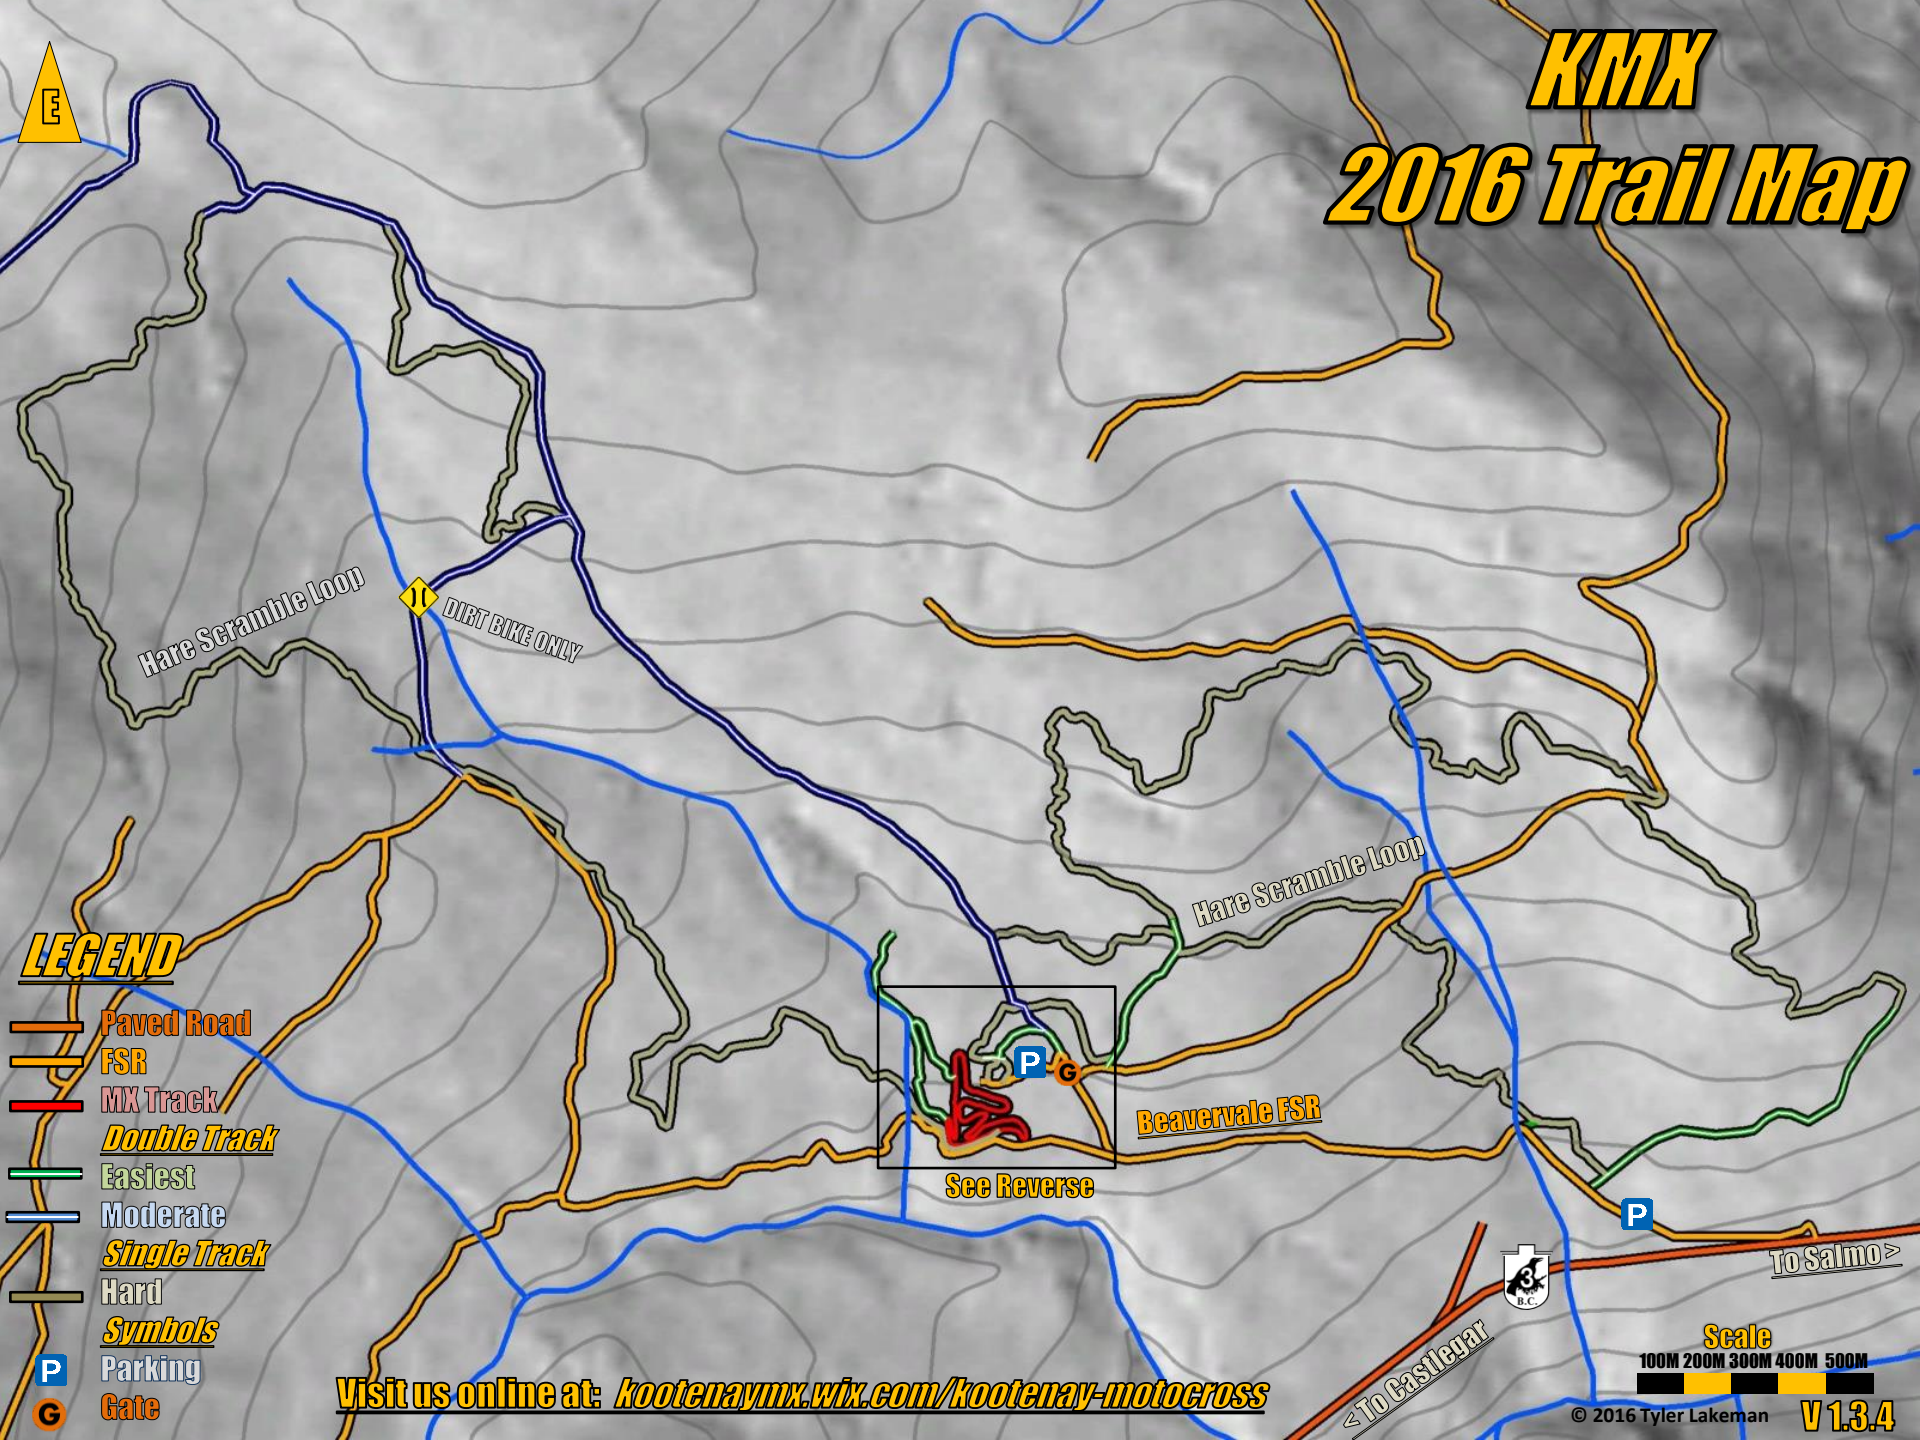 E
KMX
2016 Trail Map
Hare Scramble Loop
DIRT BIKE ONLY
Hare Scramble Loop
LEGEND
Paved Road
FSR
MX Track
Double Track
Easiest
Moderate
Single Track
Hard
Symbols
P Parking
G Gate
P
G
Beavervale FSR
See Reverse
P
3
B.C.
To Salmo >
< To Castlegar
Scale
100M 200M 300M 400M 500M
Visit us online at: kootenaymx.wix.com/kootenay-motocross
© 2016 Tyler Lakeman
V 1.3.4